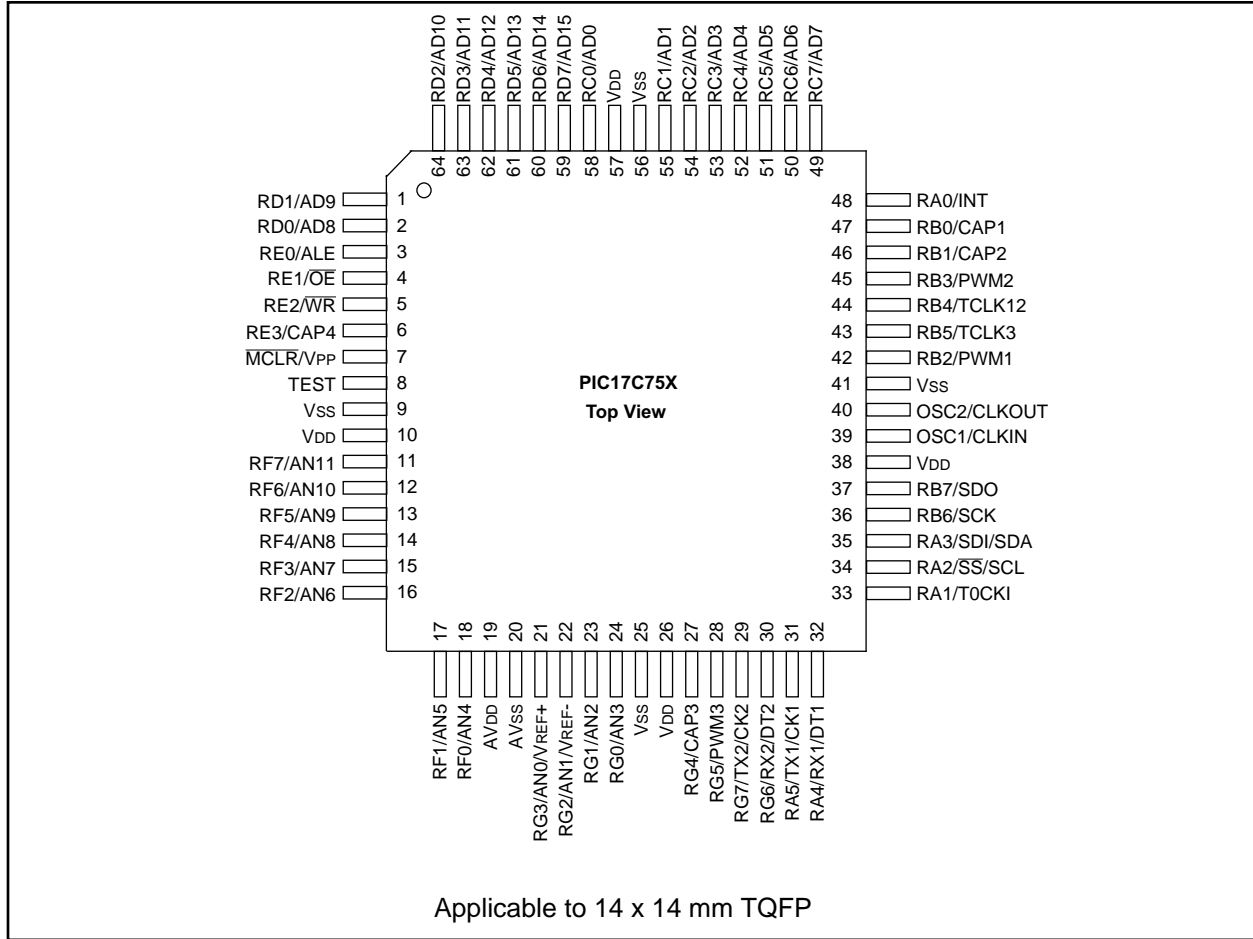 RD2/AD10
RD3/AD11
RD4/AD12
RD5/AD13
RD6/AD14
RD7/AD15
RC0/AD0
VDD
VSS
RC1/AD1
RC2/AD2
RC3/AD3
RC4/AD4
RC5/AD5
RC6/AD6
RC7/AD7
64 63 62 61 60 59 58 57 56 55 54 53 52 51 50 49
RD1/AD9 1
RD0/AD8 2
RE0/ALE 3
RE1/OE 4
RE2/WR 5
RE3/CAP4 6
MCLR/VPP 7
TEST 8
VSS 9
VDD 10
RF7/AN11 11
RF6/AN10 12
RF5/AN9 13
RF4/AN8 14
RF3/AN7 15
RF2/AN6 16
PIC17C75X
Top View
48 RA0/INT
47 RB0/CAP1
46 RB1/CAP2
45 RB3/PWM2
44 RB4/TCLK12
43 RB5/TCLK3
42 RB2/PWM1
41 VSS
40 OSC2/CLKOUT
39 OSC1/CLKIN
38 VDD
37 RB7/SDO
36 RB6/SCK
35 RA3/SDI/SDA
34 RA2/SS/SCL
33 RA1/T0CKI
17 18 19 20 21 22 23 24 25 26 27 28 29 30 31 32
RF1/AN5
RF0/AN4
AVDD
AVSS
RG3/AN0/VREF+
RG2/AN1/VREF-
RG1/AN2
RG0/AN3
VSS
VDD
RG4/CAP3
RG5/PWM3
RG7/TX2/CK2
RG6/RX2/DT2
RA5/TX1/CK1
RA4/RX1/DT1
Applicable to 14 x 14 mm TQFP